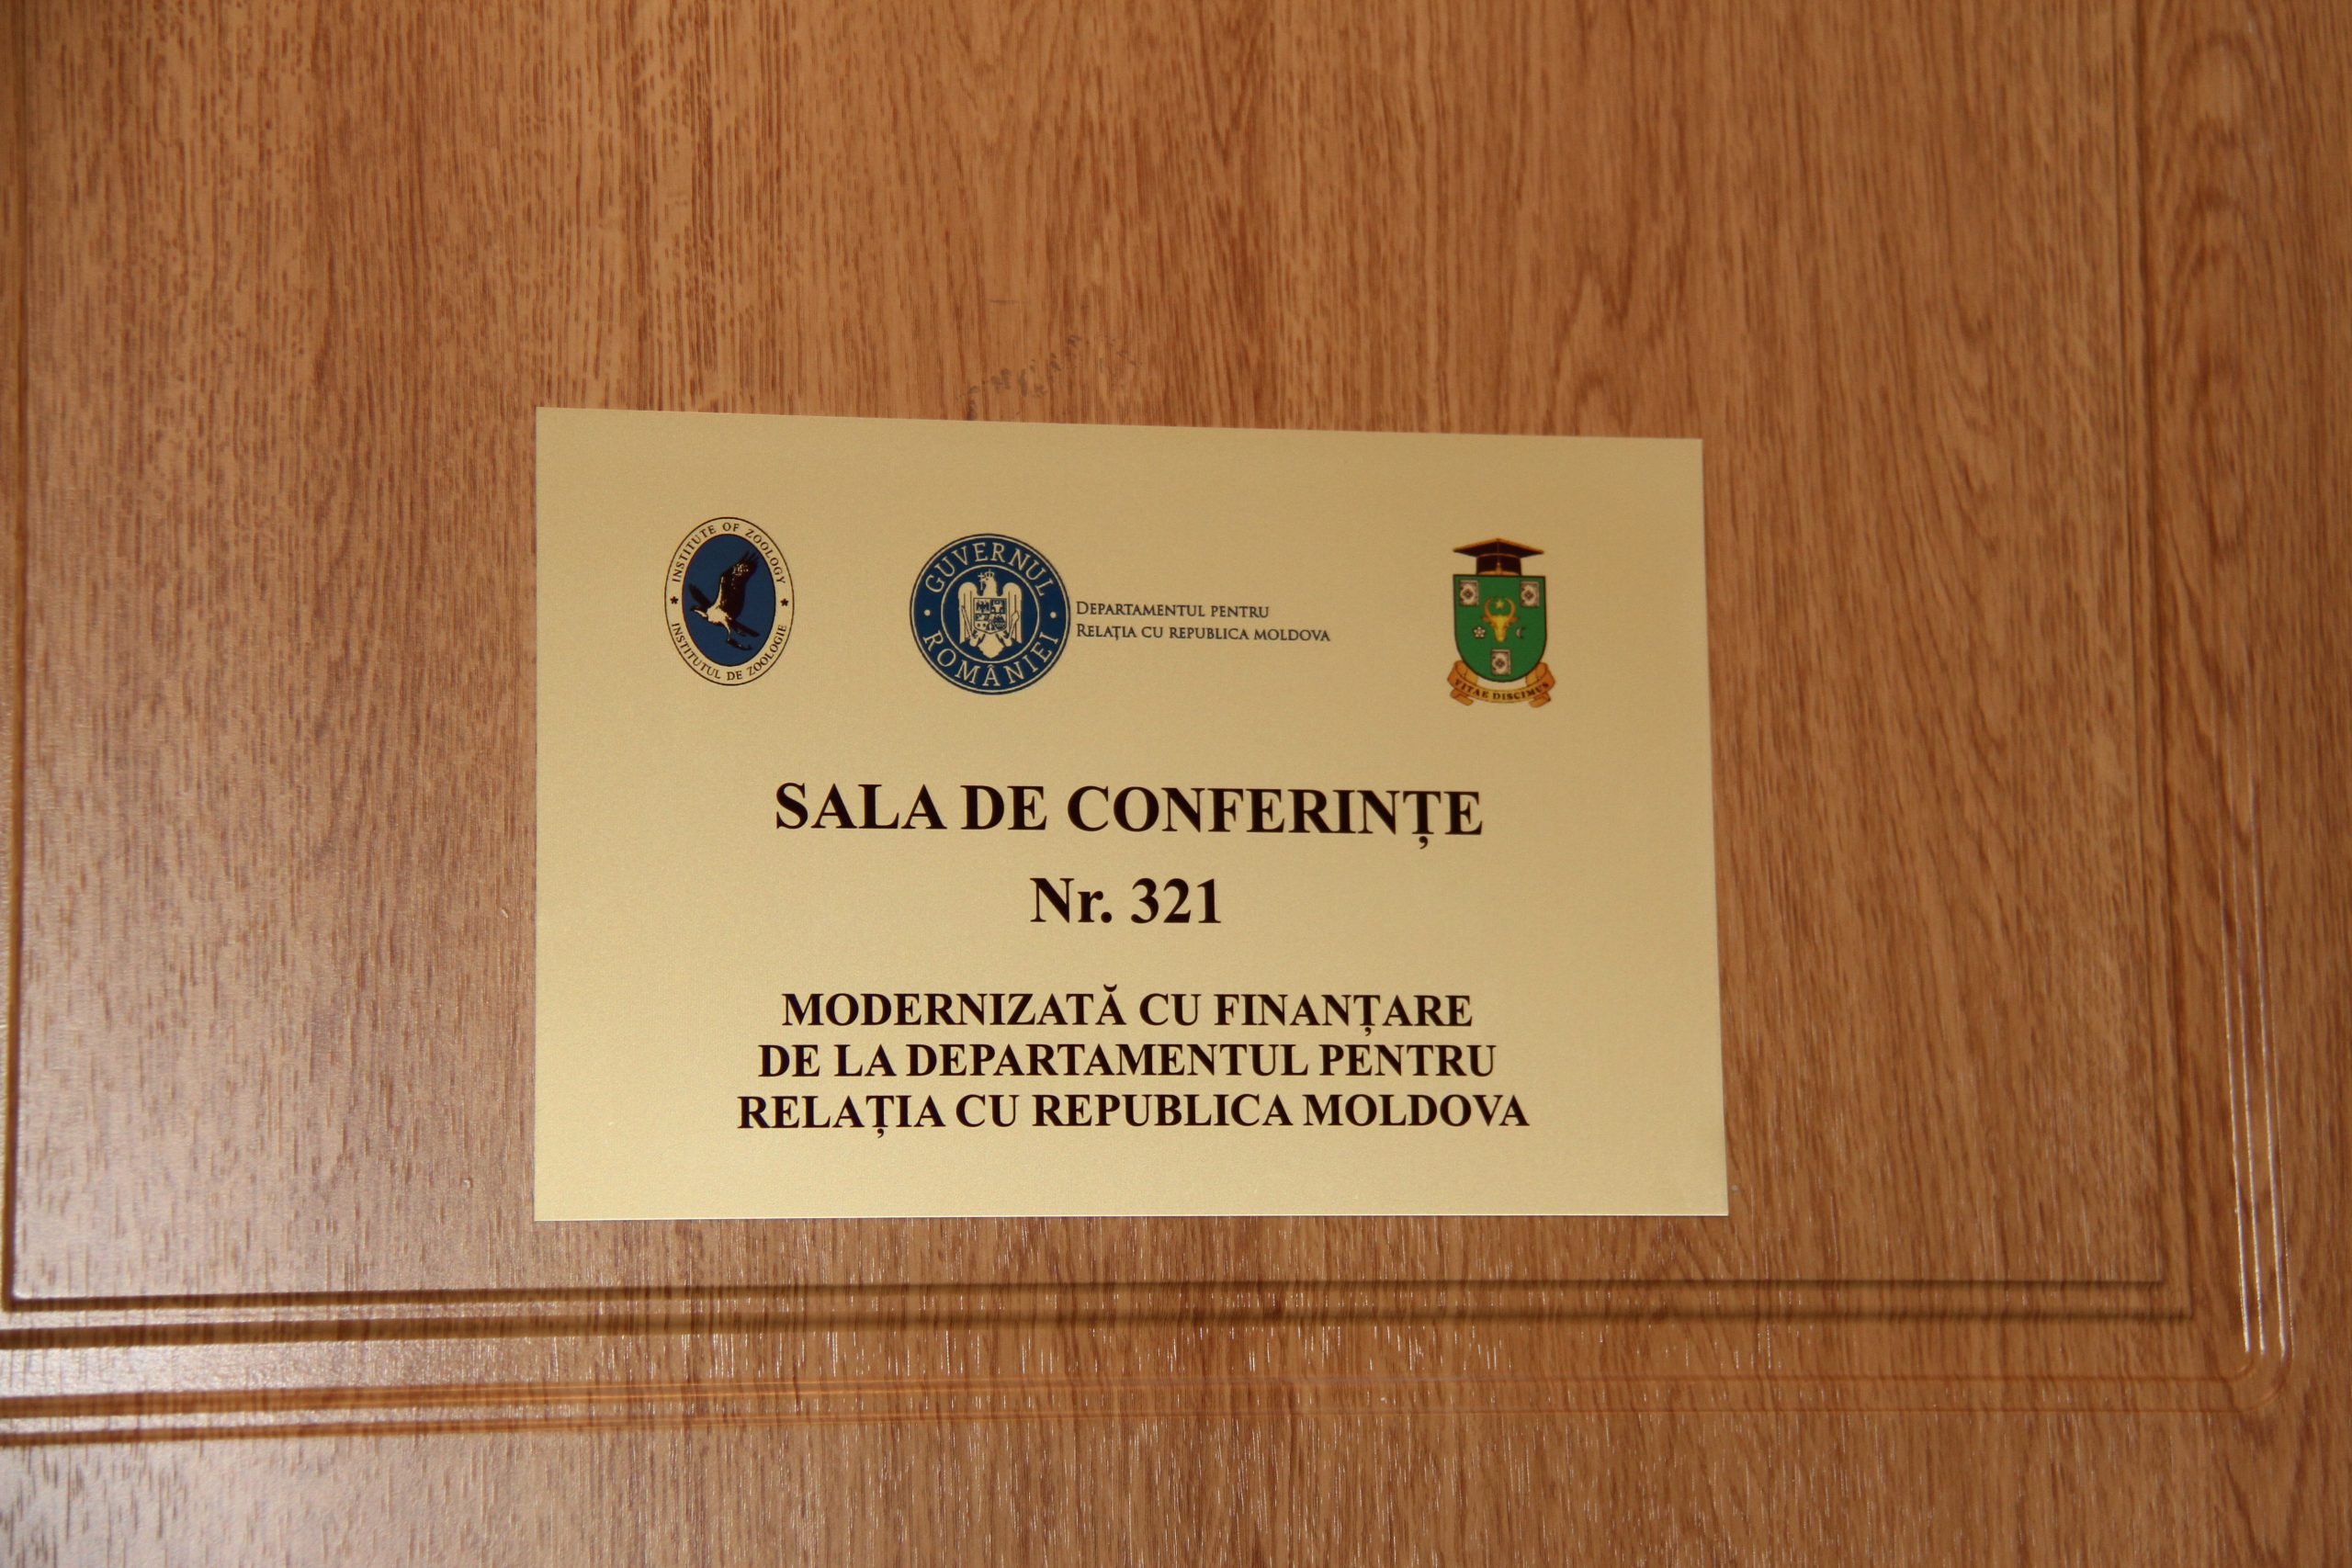 INSTITUTE OF ZOOLOGY
INSTITUTUL DE ZOOLOGIE
GUVERNUL
ROMÂNIEI
DEPARTAMENTUL PENTRU
RELAȚIA CU REPUBLICA MOLDOVA
VITAE DISCIMUS
SALA DE CONFERINȚE
Nr. 321
MODERNIZATĂ CU FINANȚARE
DE LA DEPARTAMENTUL PENTRU
RELAȚIA CU REPUBLICA MOLDOVA